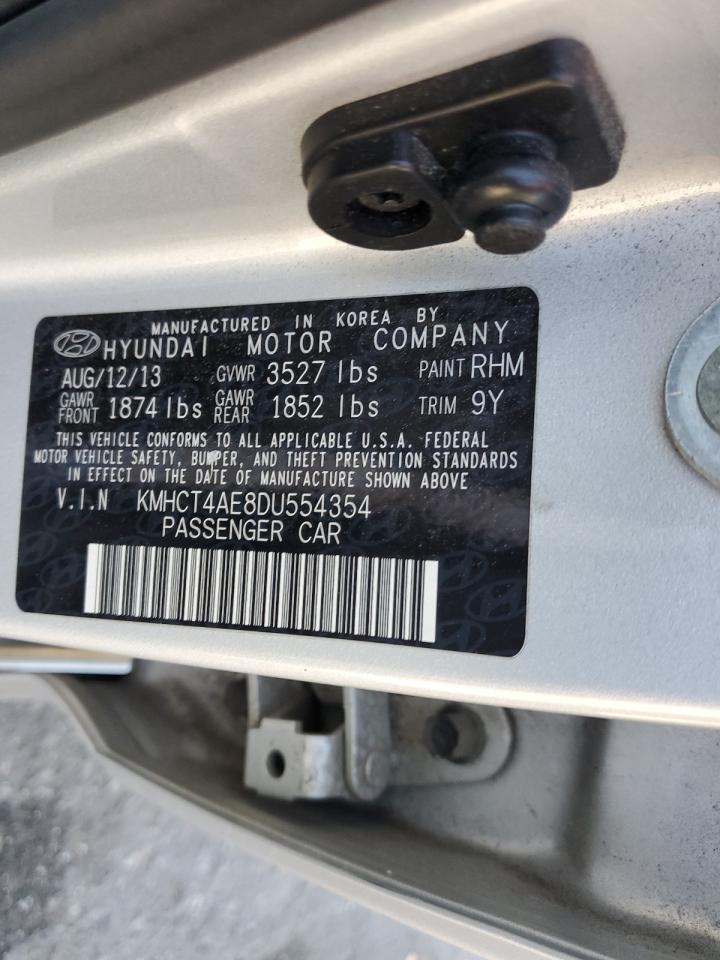 MANUFACTURED IN KOREA BY
HYUNDAI MOTOR COMPANY
AUG/12/13 GVWR 3527 lbs PAINT RHM
GAWR FRONT 1874 lbs GAWR REAR 1852 lbs TRIM 9Y
THIS VEHICLE CONFORMS TO ALL APPLICABLE U.S.A. FEDERAL
MOTOR VEHICLE SAFETY, BUMPER, AND THEFT PREVENTION STANDARDS
IN EFFECT ON THE DATE OF MANUFACTURE SHOWN ABOVE
V.I.N KMHCT4AE8DU554354
PASSENGER CAR